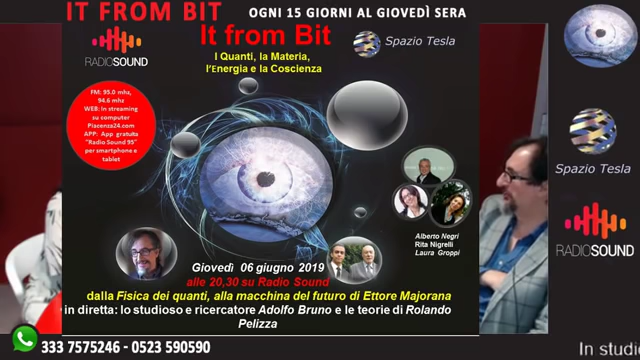 IT FROM BIT
OGNI 15 GIORNI AL GIOVEDÌ SERA
It from Bit
RADIOSOUND
Spazio Tesla
I Quanti, la Materia,
l'Energia e la Coscienza
FM: 95.0 mhz,
94.6 mhz
WEB: In streaming
su computer
Piacenza24.com
APP: App gratuita
"Radio Sound 95"
per smartphone e
tablet
Alberto Negri
Rita Nigrelli
Laura Groppi
Giovedì 06 giugno 2019
alle 20,30 su Radio Sound
dalla Fisica dei quanti, alla macchina del futuro di Ettore Majorana
in diretta: lo studioso e ricercatore Adolfo Bruno e le teorie di Rolando
Pelizza
Spazio Tesla
RADIOSOUND
333 7575246 - 0523 590590
In studio